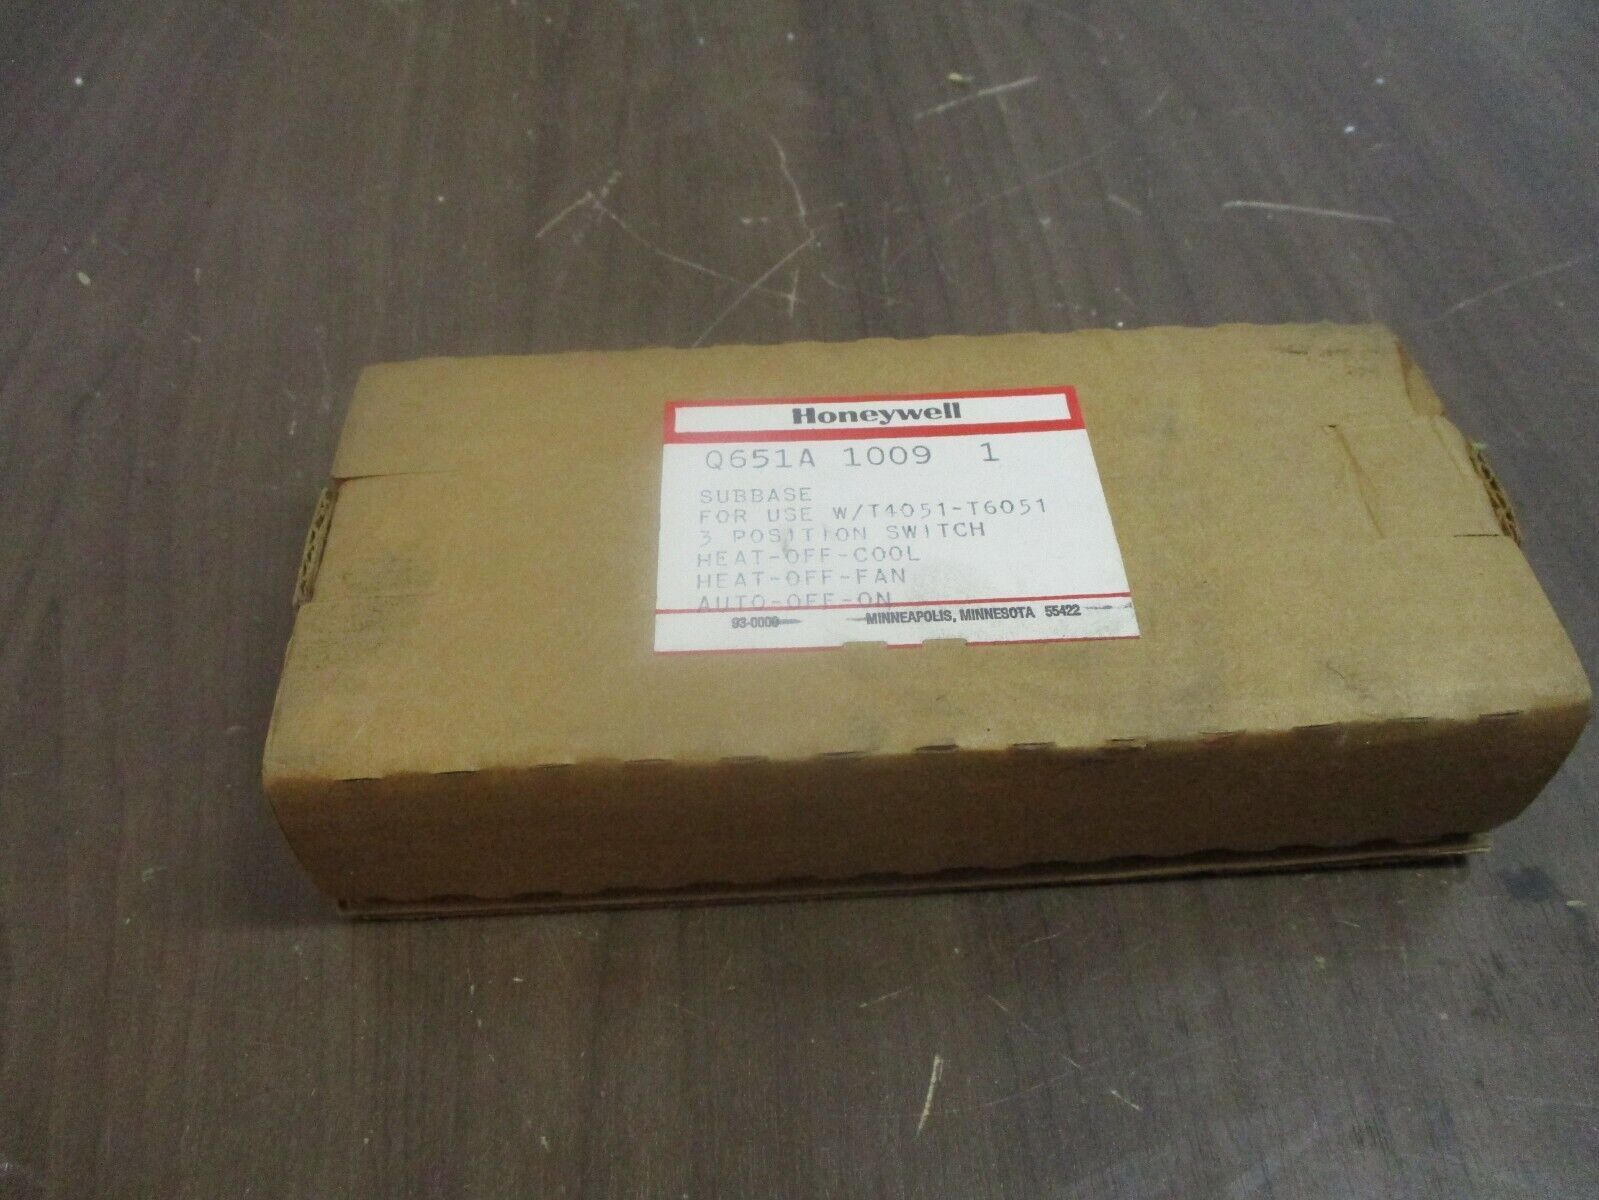 Honeywell
Q651A 1009 1
SUBBASE
FOR USE W/T4051-T6051
3 POSITION SWITCH
HEAT-OFF-COOL
HEAT-OFF-FAN
AUTO-OFF-ON
93-0009 MINNEAPOLIS, MINNESOTA 55422